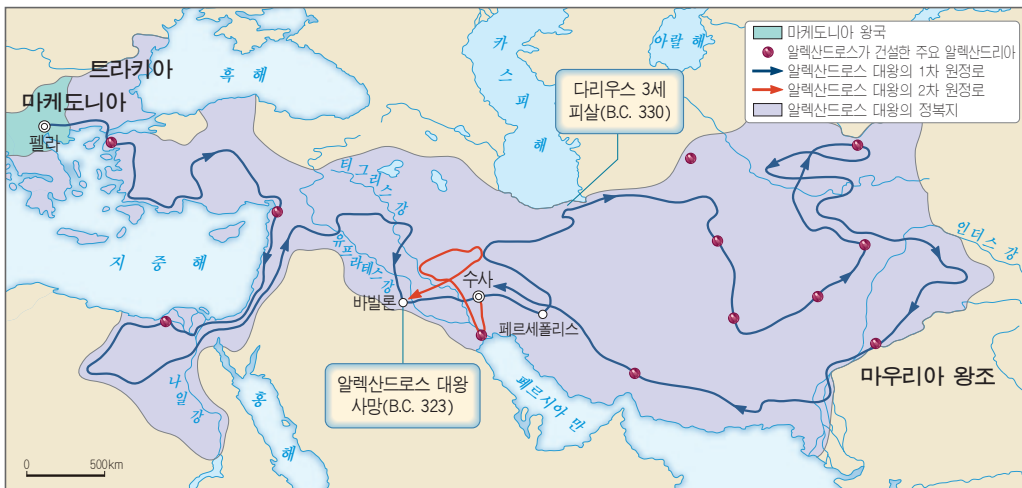 마케도니아 왕국
알렉산드로스가 건설한 주요 알렉산드리아
알렉산드로스 대왕의 1차 원정로
알렉산드로스 대왕의 2차 원정로
알렉산드로스 대왕의 정복지
카스피 해
아랄 해
트라키아
흑 해
마케도니아
펠라
다리우스 3세
피살(B.C. 330)
티그리스 강
유프라테스 강
인더스 강
지 중 해
수사
바빌론
페르세폴리스
마우리아 왕조
알렉산드로스 대왕
사망(B.C. 323)
페르시아 만
나일 강
홍 해
0 500km